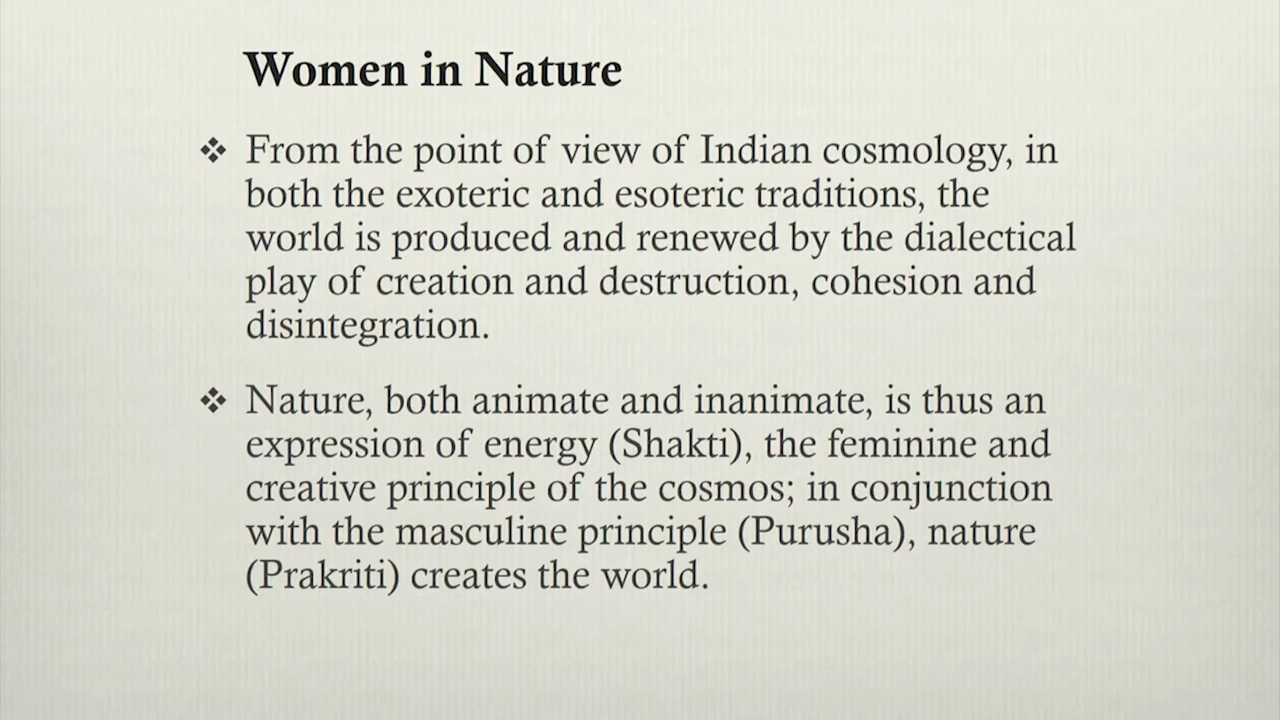 Women in Nature
❖ From the point of view of Indian cosmology, in
both the exoteric and esoteric traditions, the
world is produced and renewed by the dialectical
play of creation and destruction, cohesion and
disintegration.
❖ Nature, both animate and inanimate, is thus an
expression of energy (Shakti), the feminine and
creative principle of the cosmos; in conjunction
with the masculine principle (Purusha), nature
(Prakriti) creates the world.